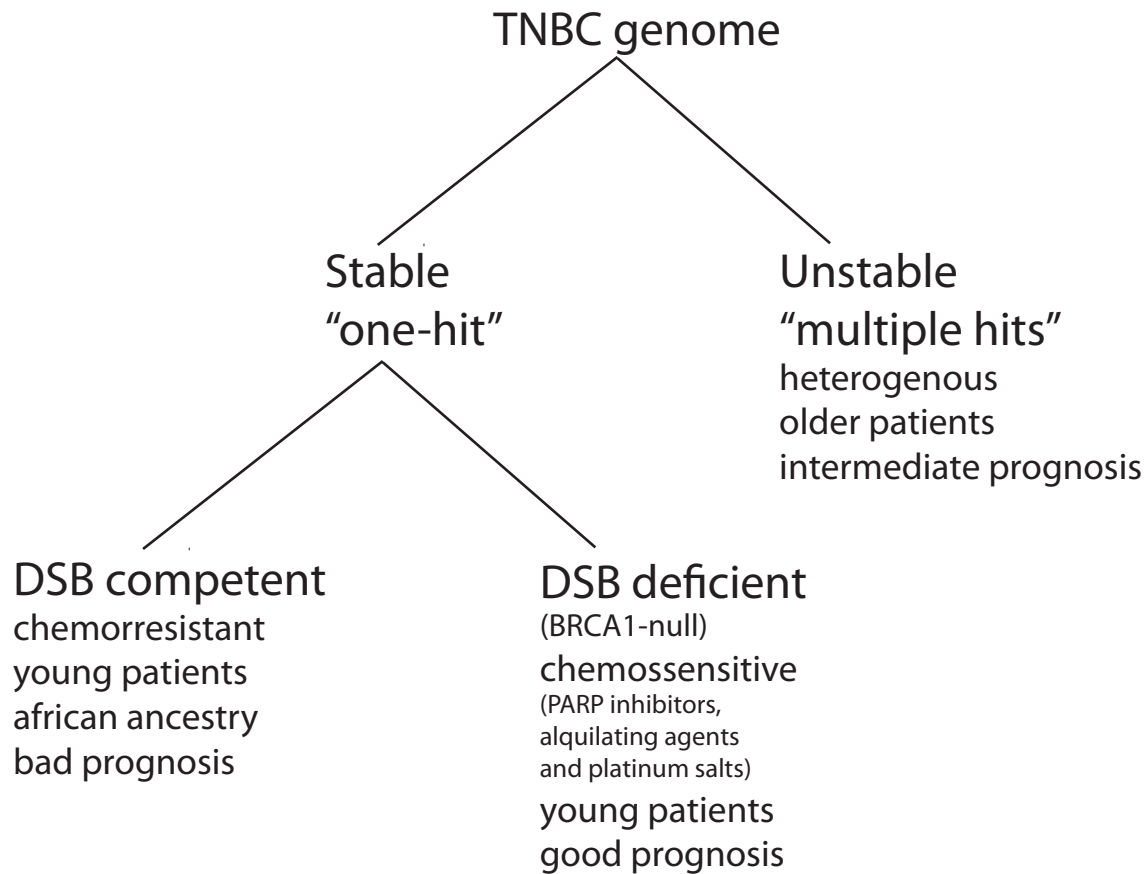 TNBC genome
Stable
“one-hit”
Unstable
“multiple hits”
heterogenous
older patients
intermediate prognosis
DSB competent
chemorresistant
young patients
african ancestry
bad prognosis
DSB deficient
(BRCA1-null)
chemossensitive
(PARP inhibitors,
alquilating agents
and platinum salts)
young patients
good prognosis